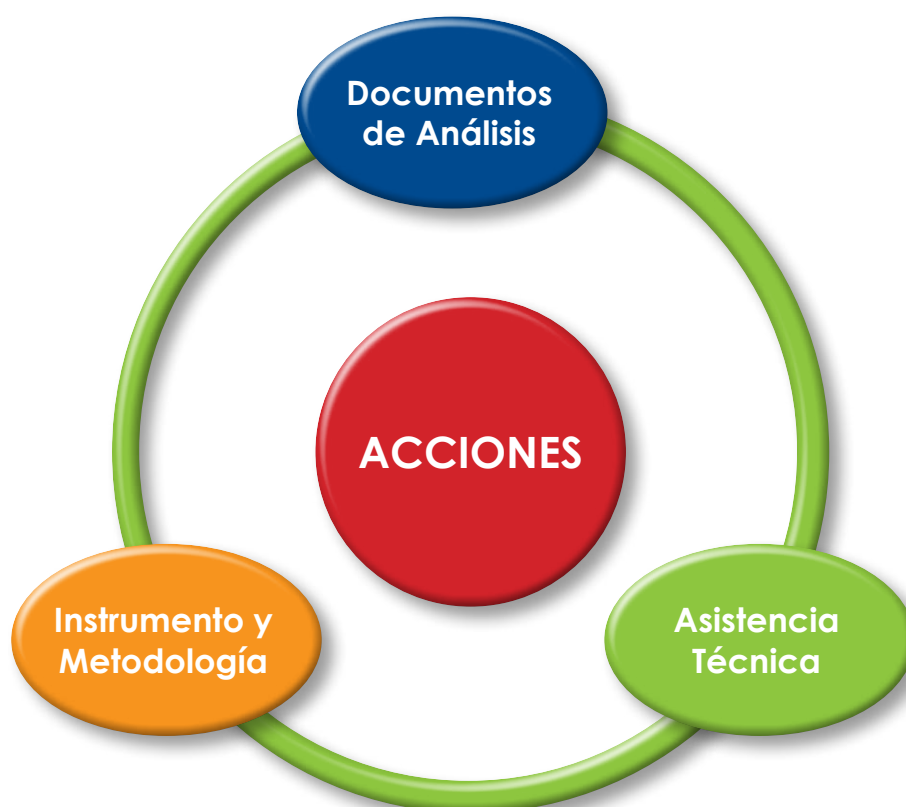 Documentos
de Análisis
ACCIONES
Instrumento y
Metodología
Asistencia
Técnica